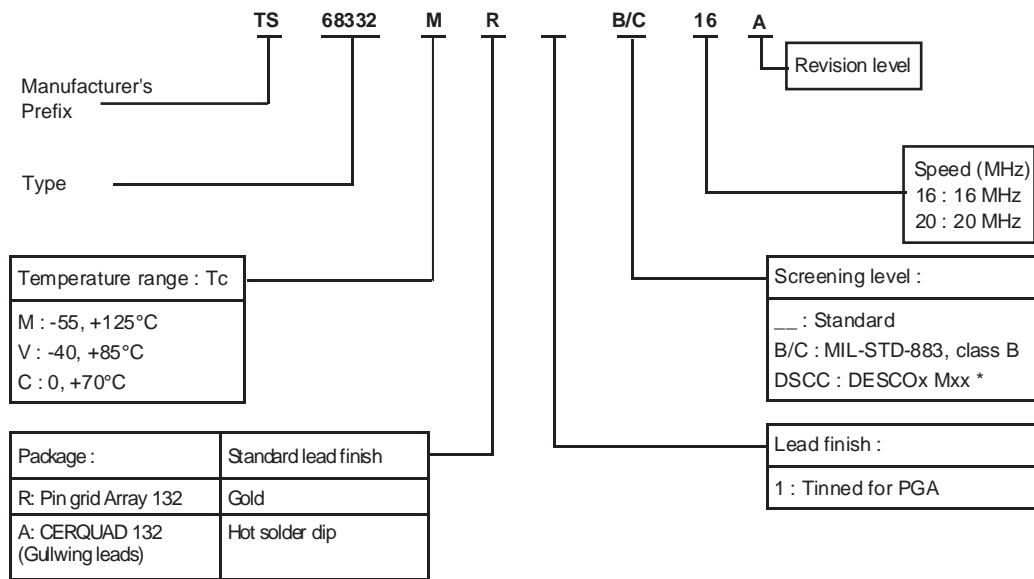 TS 68332 M R B/C 16 A
Revision level
Manufacturer's
Prefix
Type
Speed (MHz)
16 : 16 MHz
20 : 20 MHz
Temperature range : Tc
M : -55, +125°C
V : -40, +85°C
C : 0, +70°C
Screening level :
__ : Standard
B/C : MIL-STD-883, class B
DSCC : DESCOx Mxx *
Package : Standard lead finish
R: Pin grid Array 132 Gold
A: CERQUAD 132 Hot solder dip
(Gullwing leads)
Lead finish :
1 : Tinned for PGA